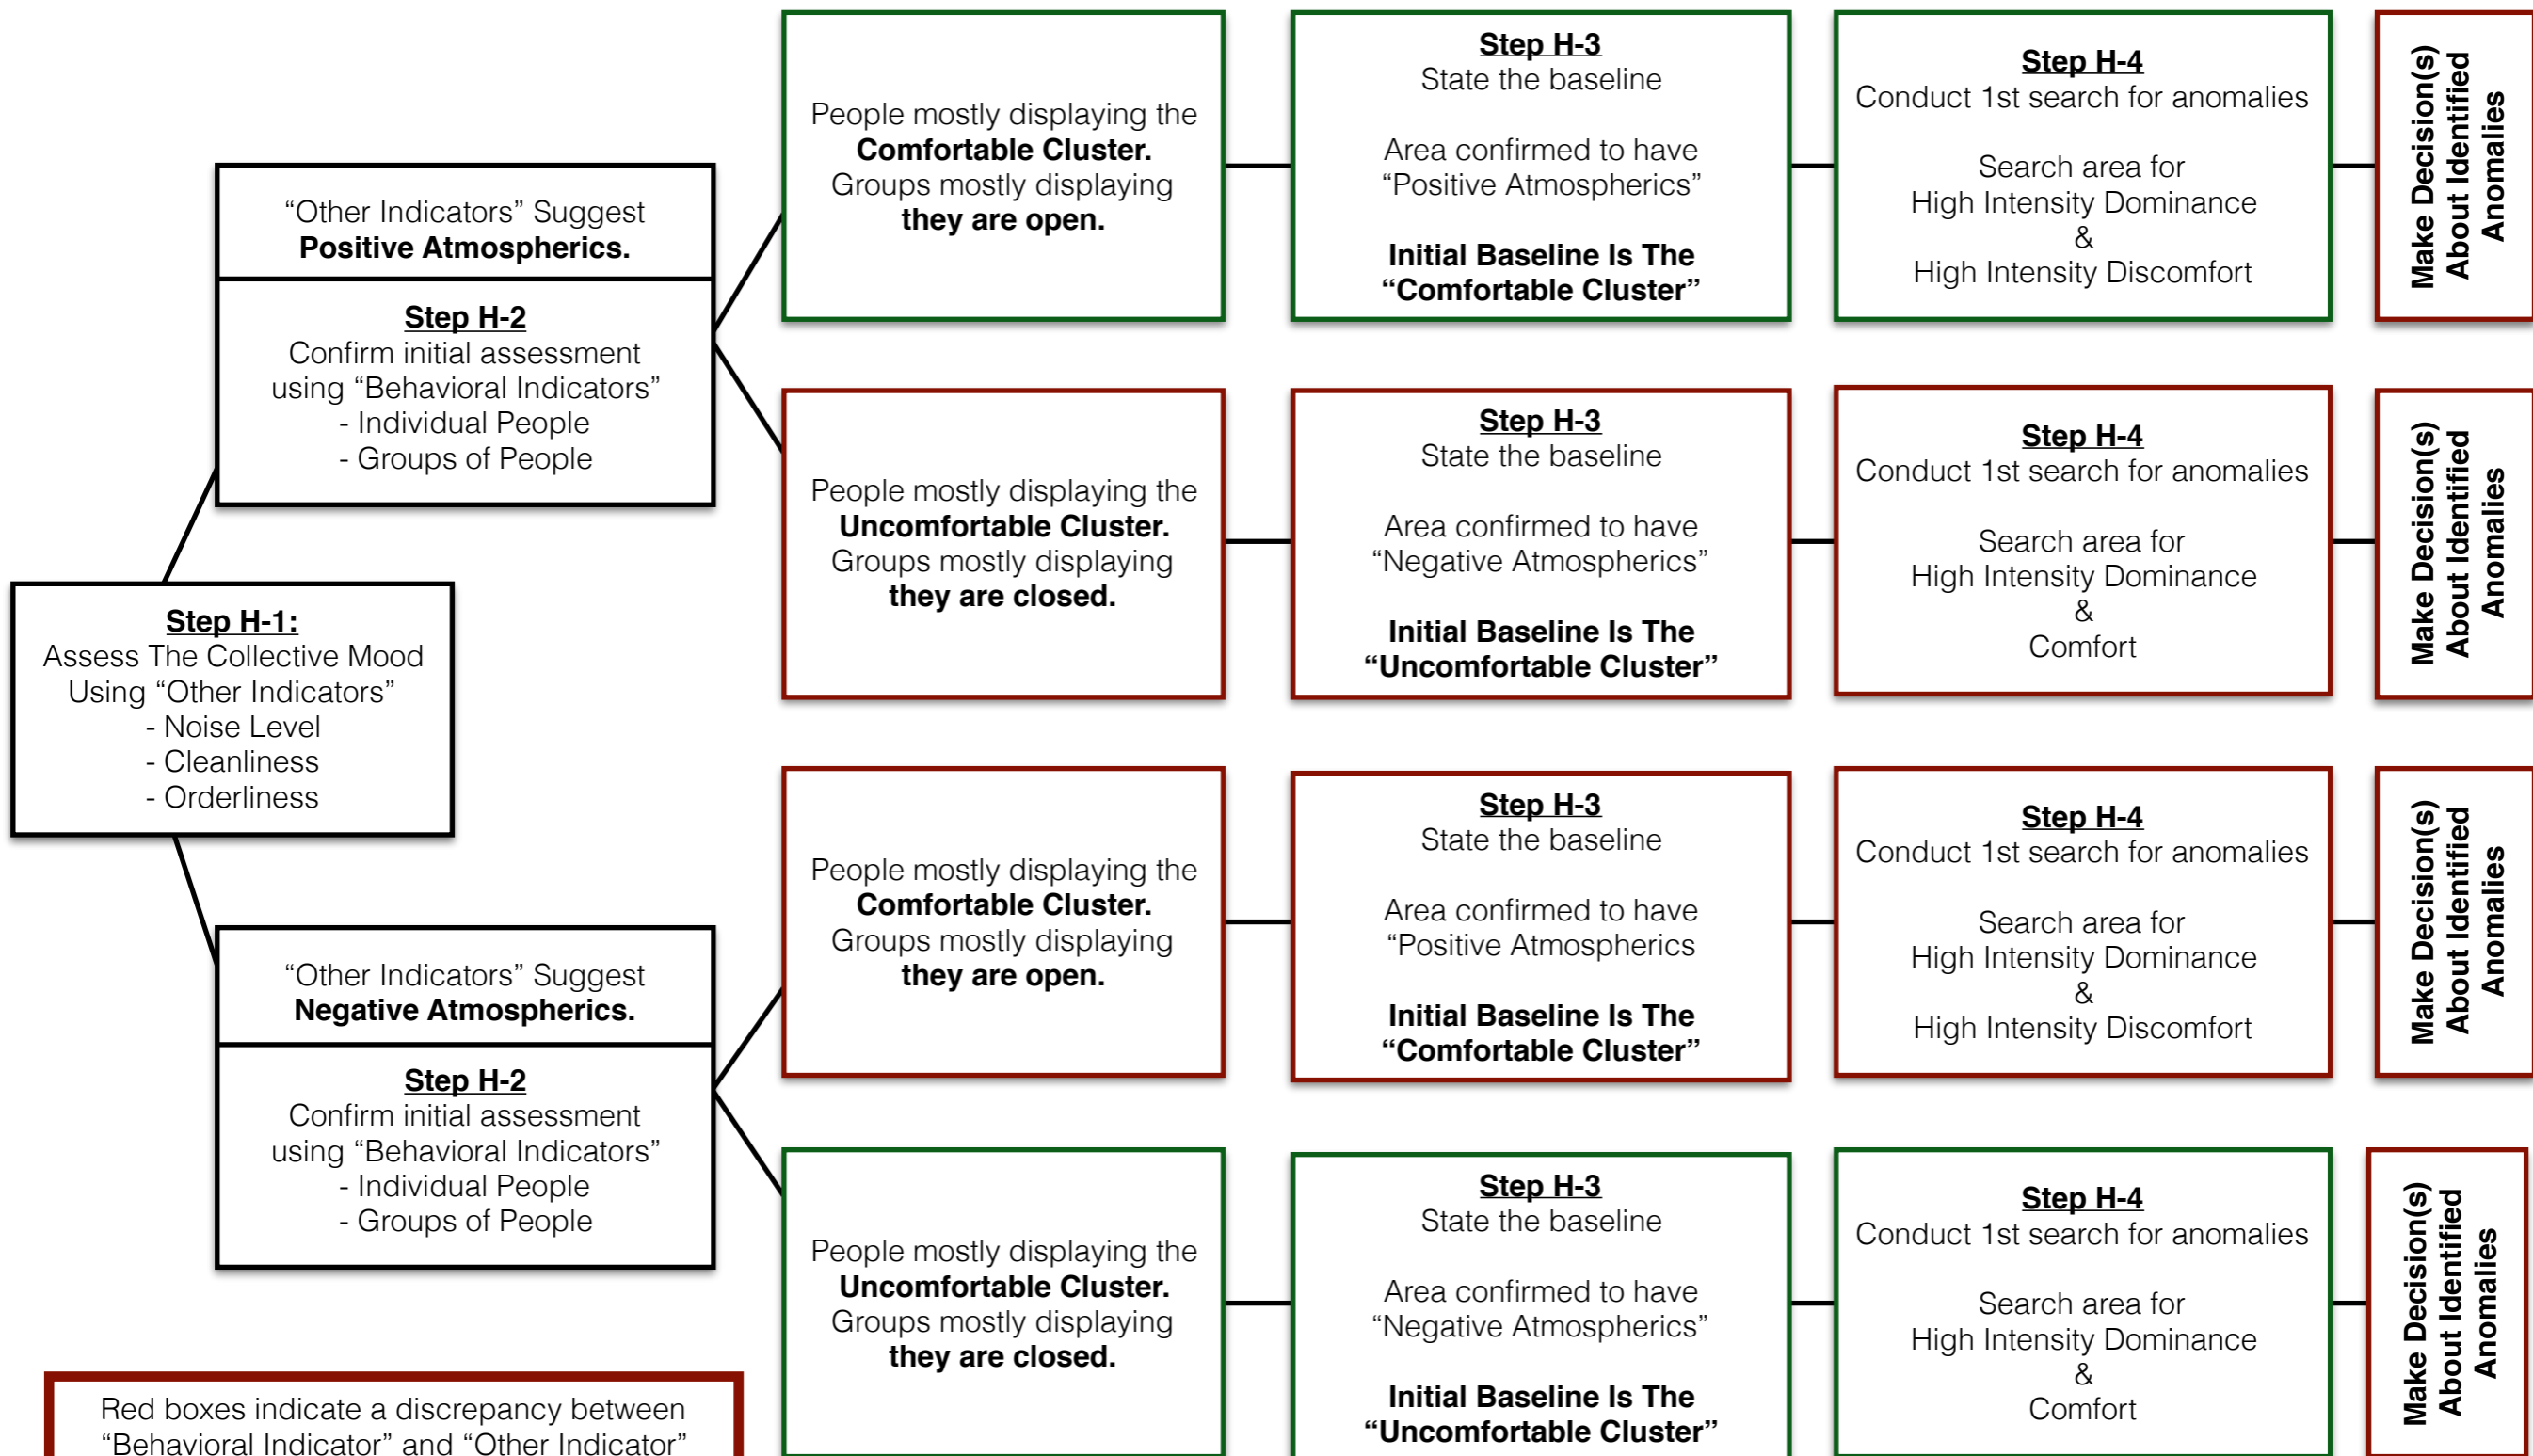 Step H-1:
Assess The Collective Mood
Using “Other Indicators”
- Noise Level
- Cleanliness
- Orderliness
“Other Indicators” Suggest
Positive Atmospherics.
Step H-2
Confirm initial assessment
using “Behavioral Indicators”
- Individual People
- Groups of People
People mostly displaying the
Comfortable Cluster.
Groups mostly displaying
they are open.
Step H-3
State the baseline
Area confirmed to have
“Positive Atmospherics”
Initial Baseline Is The
“Comfortable Cluster”
Step H-4
Conduct 1st search for anomalies
Search area for
High Intensity Dominance
&
High Intensity Discomfort
Make Decision(s)
About Identified
Anomalies
People mostly displaying the
Uncomfortable Cluster.
Groups mostly displaying
they are closed.
Step H-3
State the baseline
Area confirmed to have
“Negative Atmospherics”
Initial Baseline Is The
“Uncomfortable Cluster”
Step H-4
Conduct 1st search for anomalies
Search area for
High Intensity Dominance
&
Comfort
Make Decision(s)
About Identified
Anomalies
“Other Indicators” Suggest
Negative Atmospherics.
Step H-2
Confirm initial assessment
using “Behavioral Indicators”
- Individual People
- Groups of People
People mostly displaying the
Comfortable Cluster.
Groups mostly displaying
they are open.
Step H-3
State the baseline
Area confirmed to have
“Positive Atmospherics
Initial Baseline Is The
“Comfortable Cluster”
Step H-4
Conduct 1st search for anomalies
Search area for
High Intensity Dominance
&
High Intensity Discomfort
Make Decision(s)
About Identified
Anomalies
People mostly displaying the
Uncomfortable Cluster.
Groups mostly displaying
they are closed.
Step H-3
State the baseline
Area confirmed to have
“Negative Atmospherics”
Initial Baseline Is The
“Uncomfortable Cluster”
Step H-4
Conduct 1st search for anomalies
Search area for
High Intensity Dominance
&
Comfort
Make Decision(s)
About Identified
Anomalies
Red boxes indicate a discrepancy between
“Behavioral Indicator” and “Other Indicator”